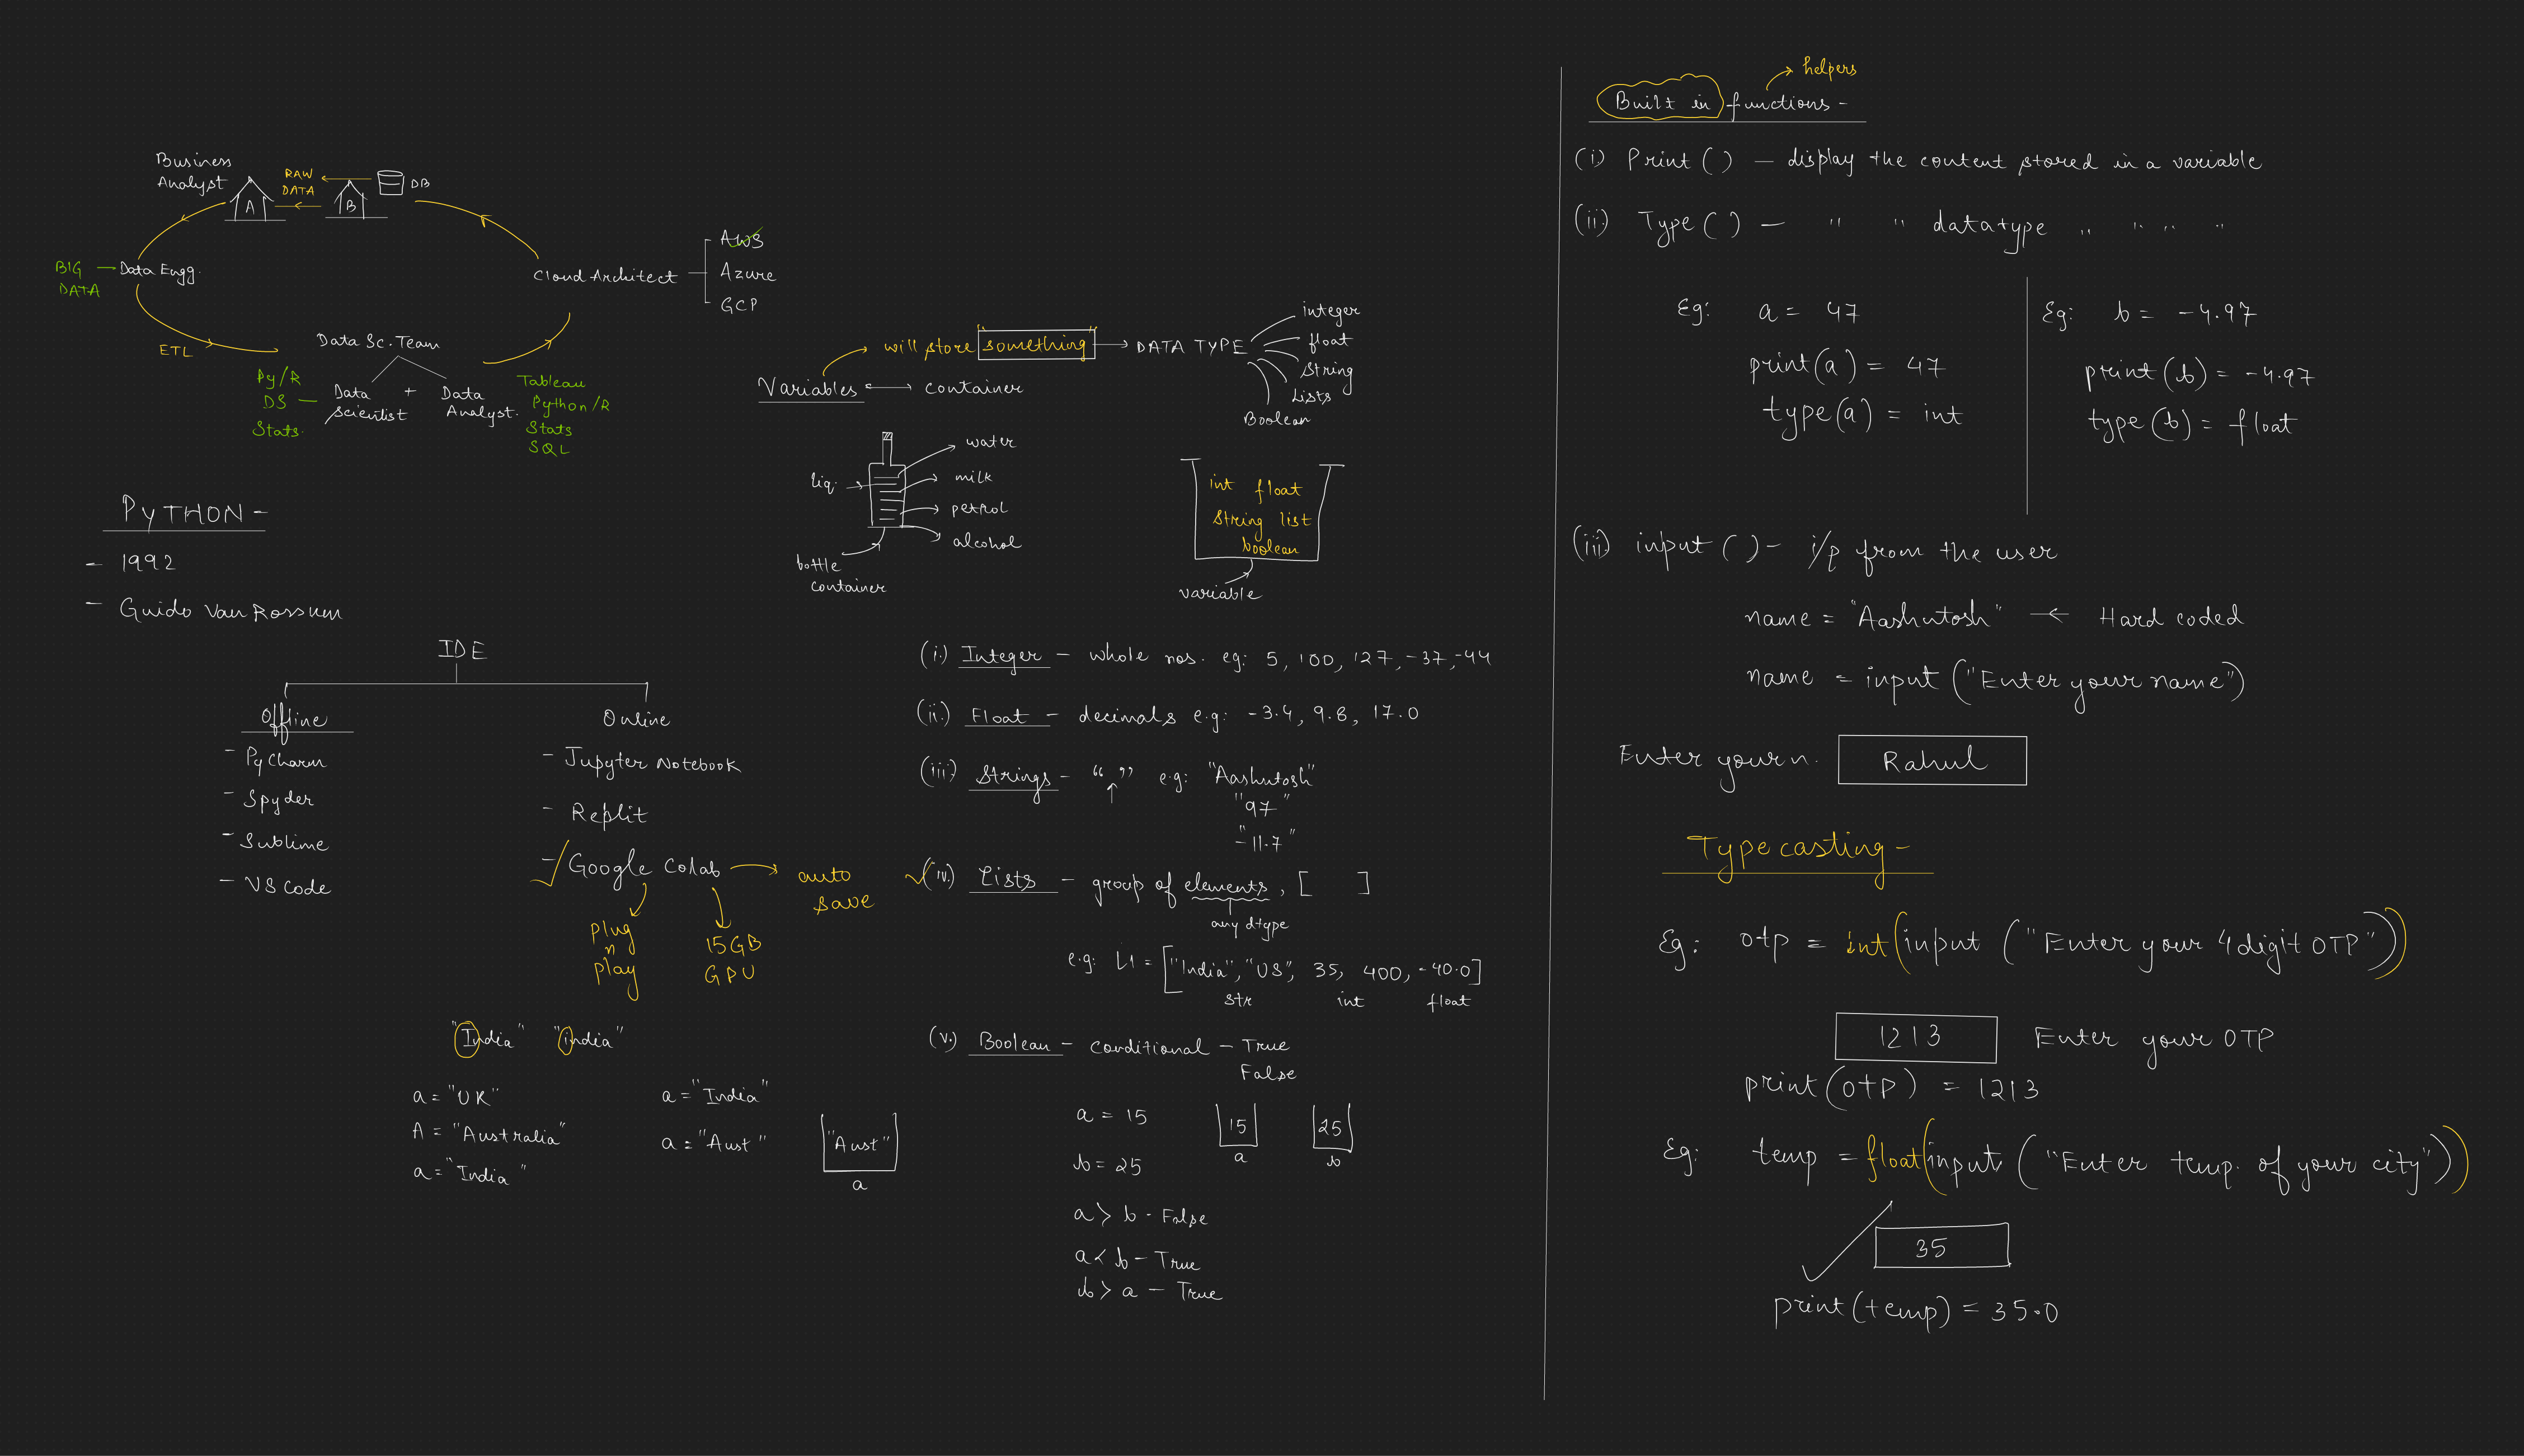 Business
Analyst
A
RAW
DATA
B
DB
BIG
DATA
Data Engg.
ETL
Data Sc. Team
Py/R
DS
Stats.
Data
Scientist
+
Data
Analyst.
Tableau
Python/R
Stats
SQL
Cloud Architect
AWS
Azure
GCP
PYTHON -
- 1992
- Guido Van Rossum
IDE
Offline
- PyCharm
- Spyder
- Sublime
- VS Code
Online
- Jupyter Notebook
- Replit
- Google Colab
auto
save
plug
n
play
15GB
GPU
"India" "india"
a = "UK"
A = "Australia"
a = "India"
a = "India"
a = "Aust"
"Aust"
a
Variables
container
will store "something"
DATA TYPE
integer
float
String
Lists
Boolean
liq.
water
milk
petrol
alcohol
bottle
container
int float
String list
boolean
variable
(i.) Integer - whole nos. eg: 5, 100, 127, -37, -44
(ii.) Float - decimals e.g: -3.4, 9.8, 17.0
(iii) Strings - “ ” e.g: "Aashutosh"
"97"
"-11.7"
(iv.) Lists - group of elements, [ ]
any dtype
e.g: L1 = ["India", "US", 35, 400, -40.0]
str int float
(v.) Boolean - conditional - True
False
a = 15
15
a
25
b
b = 25
a > b - False
a < b - True
b > a - True
helpers
Built in functions -
(i) Print ( ) - display the content stored in a variable
(ii) Type ( ) - " " datatype " " " "
Eg: a = 47
print(a) = 47
type(a) = int
Eg: b = -4.97
print(b) = -4.97
type(b) = float
(iii) input ( ) - i/p from the user
name = "Aashutosh" ← Hard coded
name = input ("Enter your name")
Enter your n. Rahul
Type casting -
Eg: otp = int(input ("Enter your 4 digit OTP"))
1213 Enter your OTP
print(otp) = 1213
Eg: temp = float(input ("Enter temp. of your city"))
35
print(temp) = 35.0